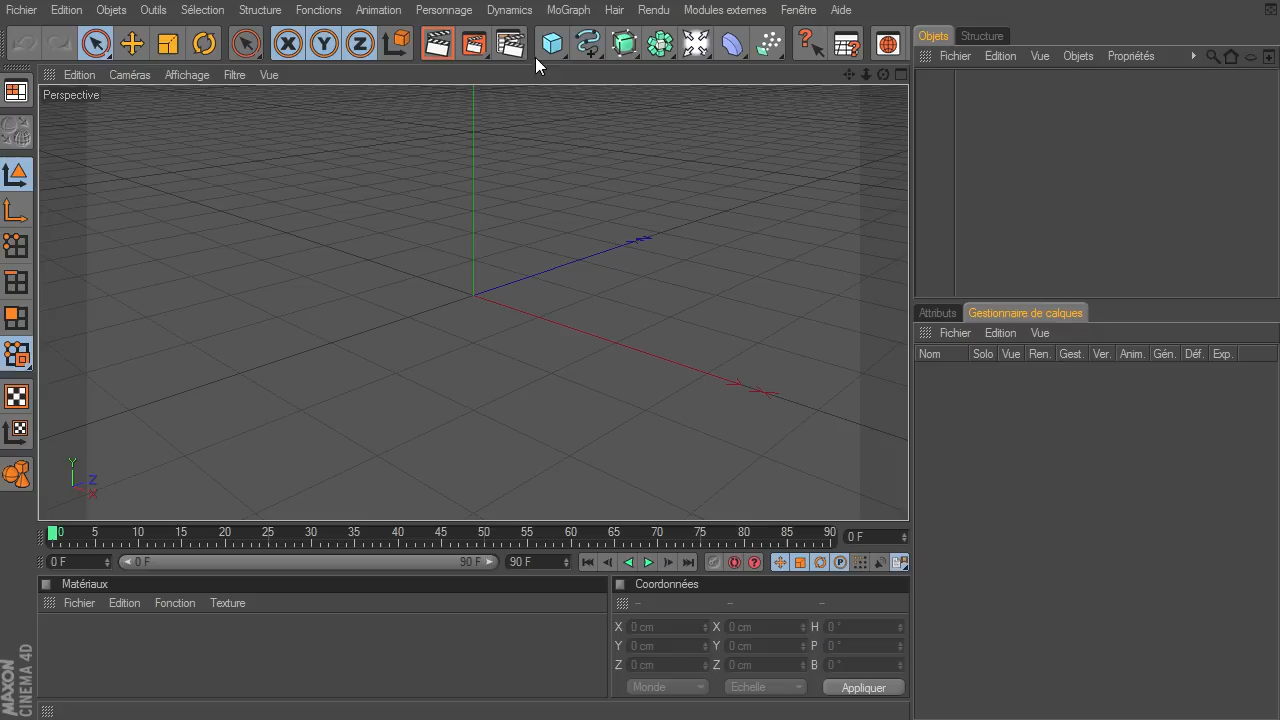 Fichier Edition Objets Outils Sélection Structure Fonctions Animation Personnage Dynamics MoGraph Hair Rendu Modules externes Fenêtre Aide
X Y Z
Objets Structure
Fichier Edition Vue Objets Propriétés
Edition Caméras Affichage Filtre Vue
Perspective
Y
Z
X
Attributs Gestionnaire de calques
Fichier Edition Vue
Nom Solo Vue Ren. Gest. Ver. Anim. Gén. Déf. Exp.
0 5 10 15 20 25 30 35 40 45 50 55 60 65 70 75 80 85 90 0 F
0 F 0 F 90 F 90 F
Matériaux
Fichier Edition Fonction Texture
Coordonnées
-- -- --
X 0 cm X 0 cm H 0 °
Y 0 cm Y 0 cm P 0 °
Z 0 cm Z 0 cm B 0 °
Monde Echelle Appliquer
MAXON
CINEMA 4D